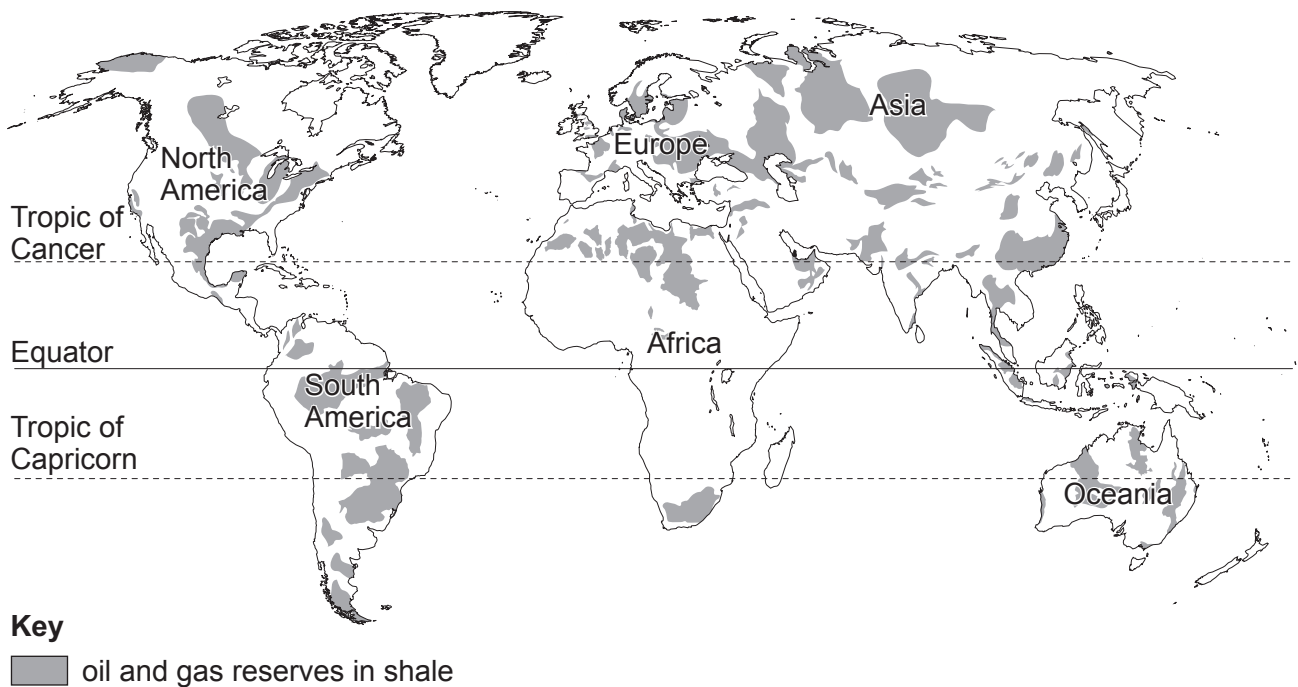 Asia
Europe
North
America
Tropic of
Cancer
Africa
Equator
South
America
Tropic of
Capricorn
Oceania
Key
oil and gas reserves in shale